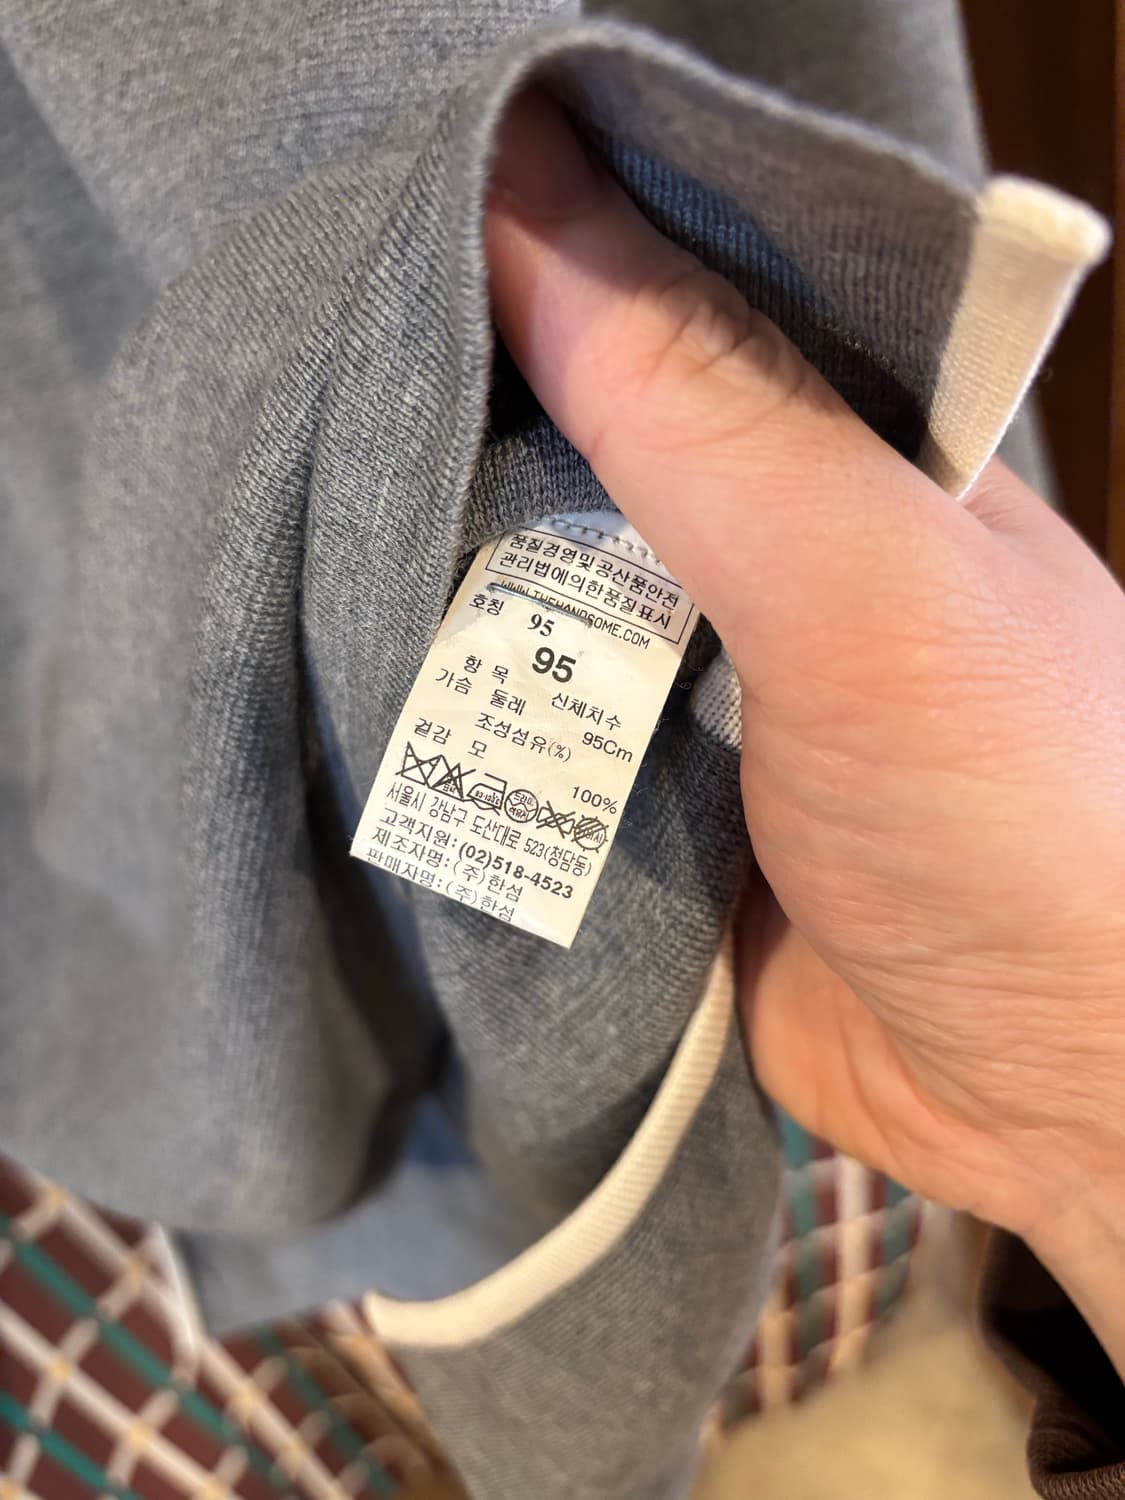 품질경영및공산품안전
관리법에의한품질표시
WWW.THEHANDSOME.COM
호칭 95
95
항 목 신체치수
가슴 둘레 95Cm
조성섬유(%)
겉감 모 100%
서울시 강남구 도산대로 523(청담동)
고객지원: (02)518-4523
제조자명: (주)한섬
판매자명: (주)한섬